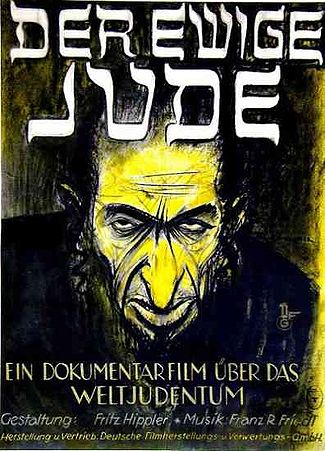 DER EWIGE
JUDE
EIN DOKUMENTARFILM ÜBER DAS
WELTJUDENTUM
Gestaltung: Fritz Hippler • Musik: Franz R. Friedl
Herstellung u. Vertrieb: Deutsche Filmherstellungs u. Verwertungs-GmbH.